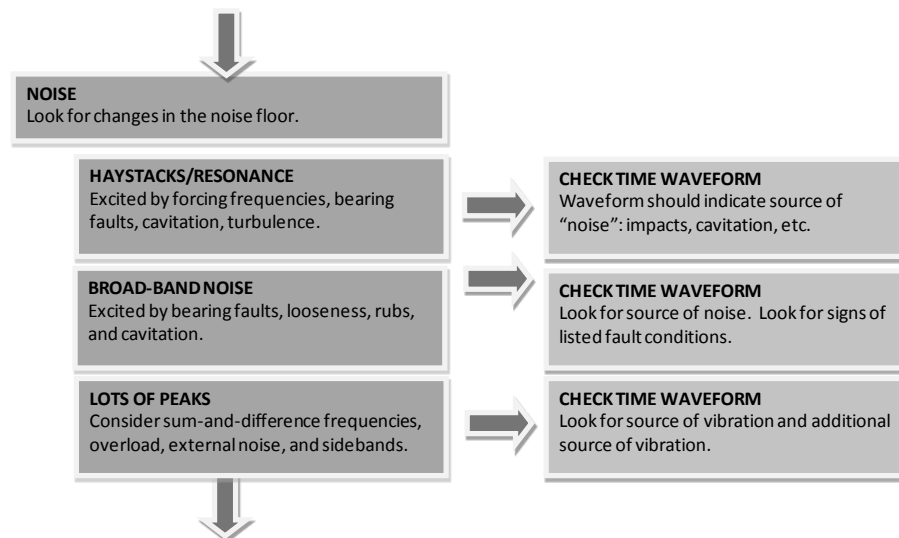 NOISE
Look for changes in the noise floor.
HAYSTACKS/RESONANCE
Excited by forcing frequencies, bearing
faults, cavitation, turbulence.
CHECK TIME WAVEFORM
Waveform should indicate source of
“noise”: impacts, cavitation, etc.
BROAD-BAND NOISE
Excited by bearing faults, looseness, rubs,
and cavitation.
CHECK TIME WAVEFORM
Look for source of noise. Look for signs of
listed fault conditions.
LOTS OF PEAKS
Consider sum-and-difference frequencies,
overload, external noise, and sidebands.
CHECK TIME WAVEFORM
Look for source of vibration and additional
source of vibration.